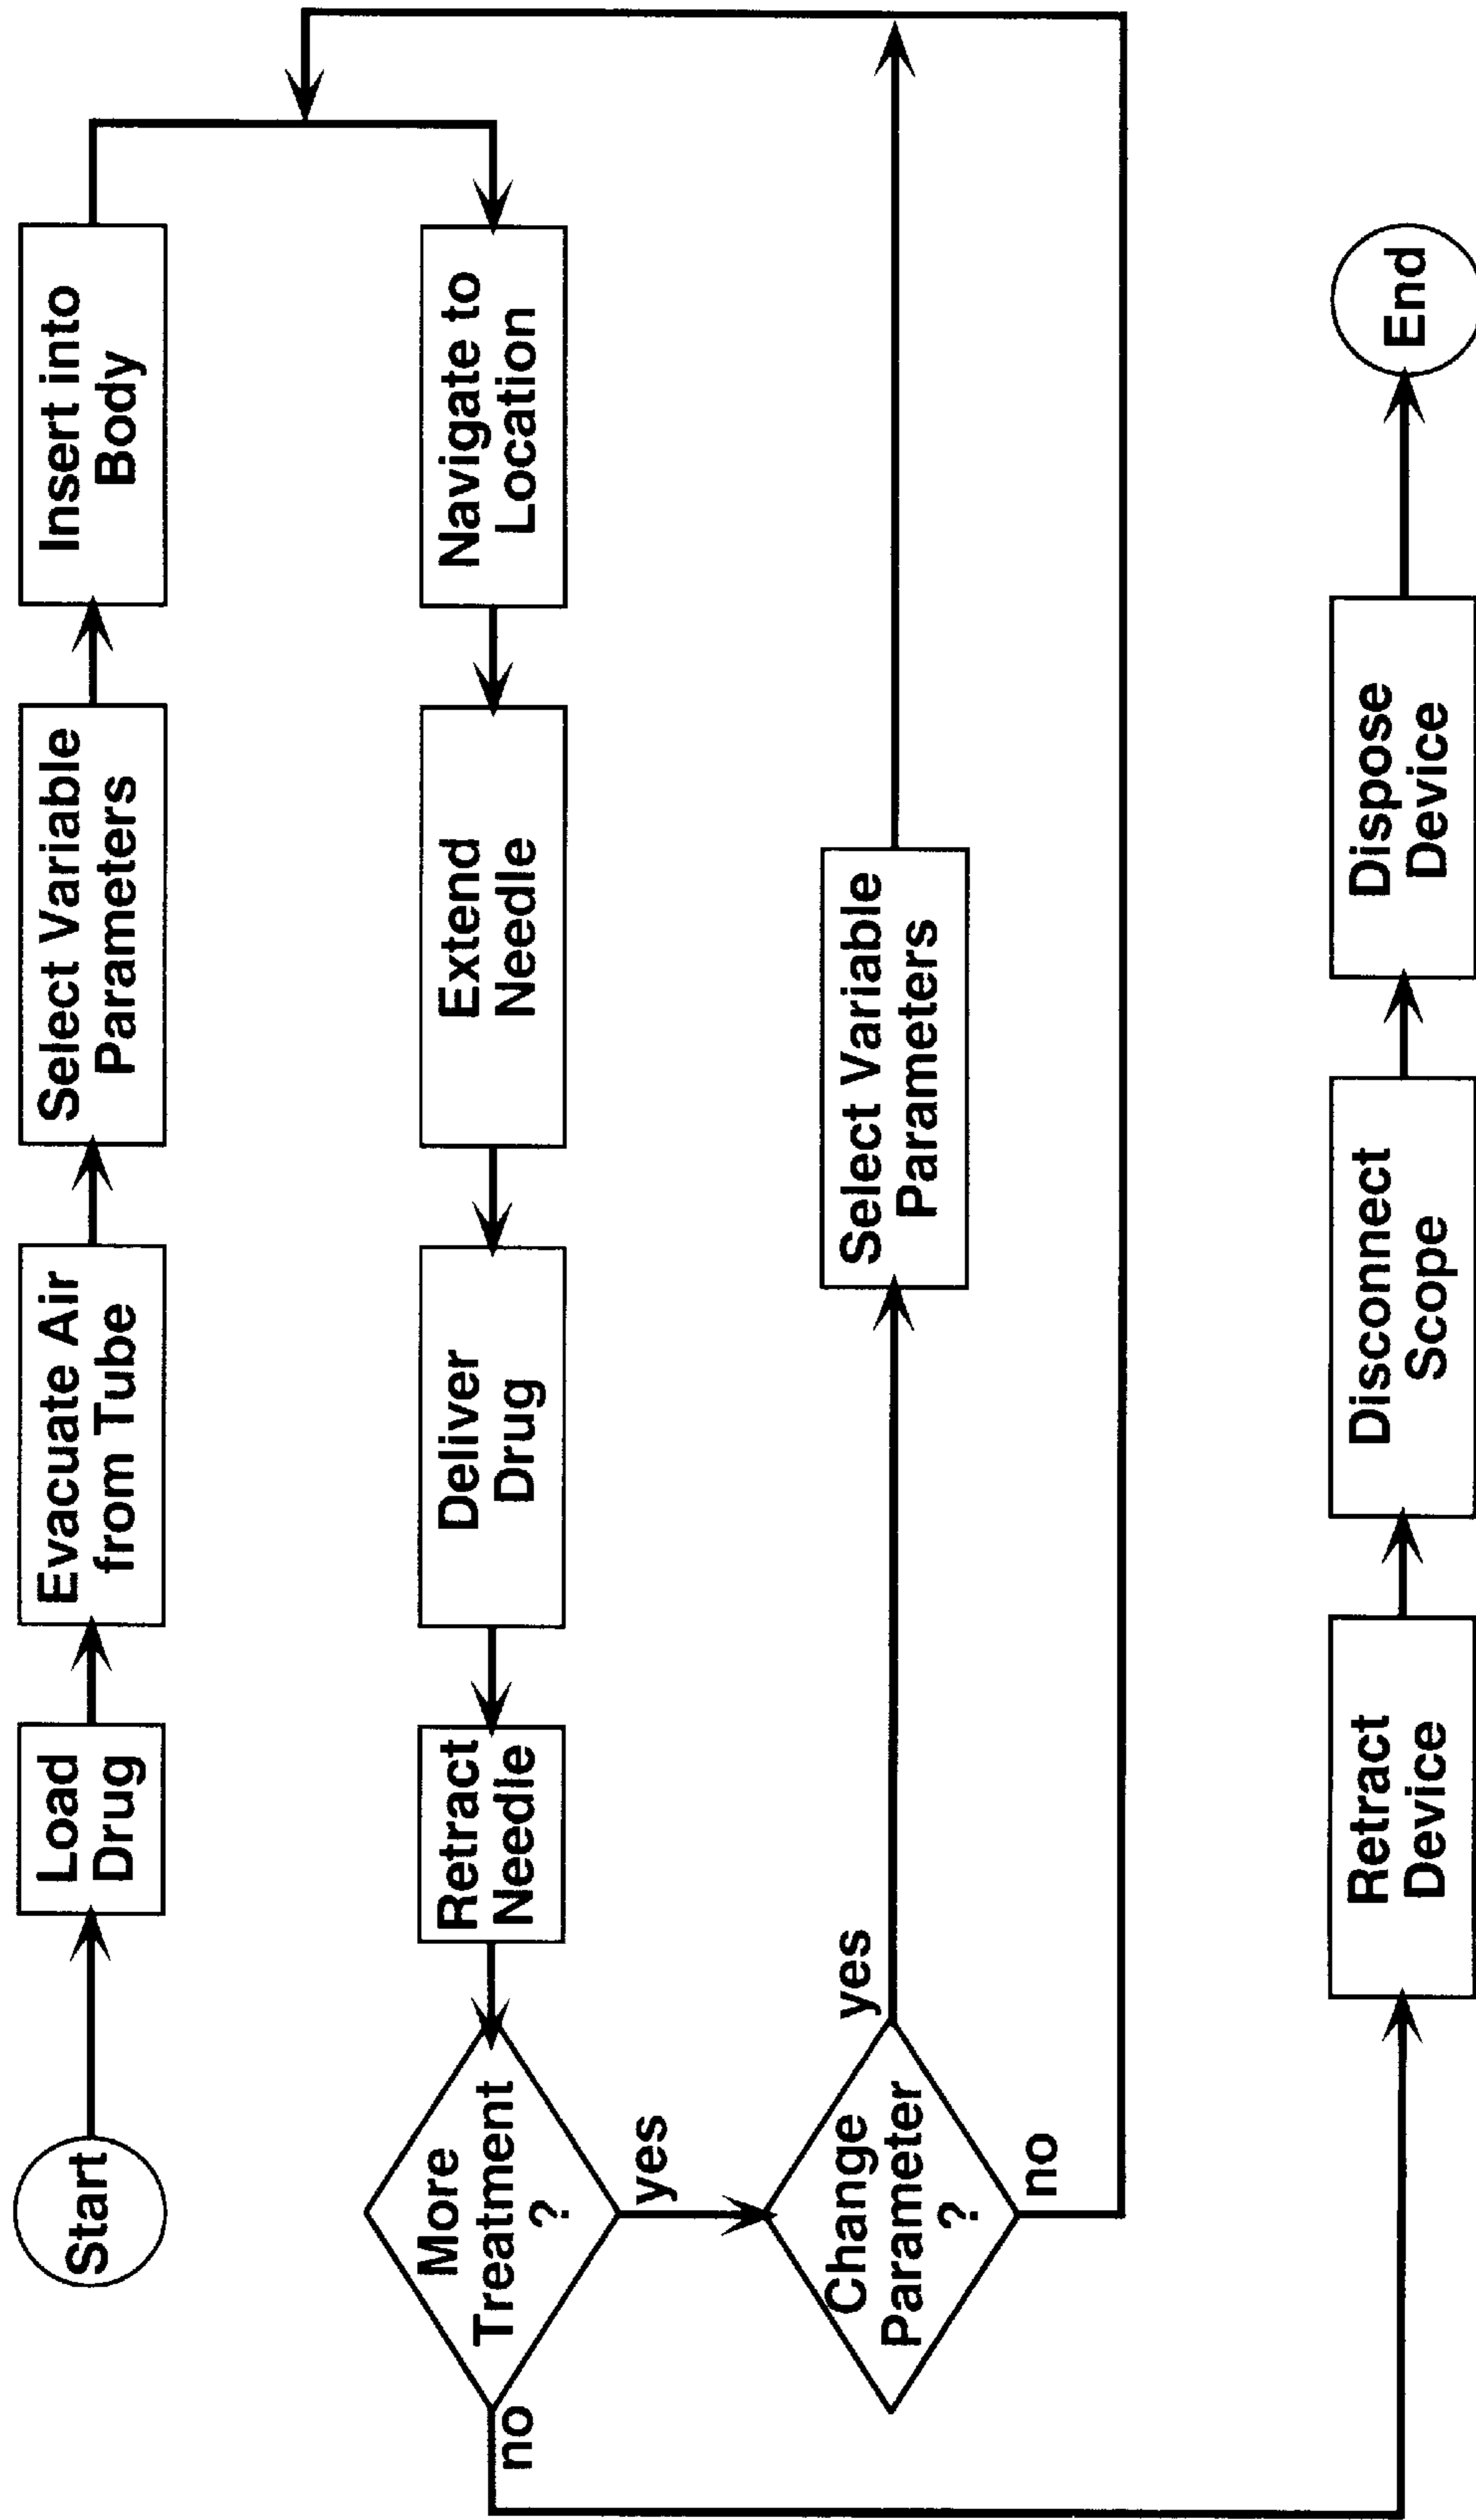 Start
Load
Drug
Evacuate Air
from Tube
Select Variable
Parameters
Insert into
Body
Navigate to
Location
Extend
Needle
Deliver
Drug
Retract
Needle
More
Treatment
?
yes
no
Change
Parameter
?
yes
no
Select Variable
Parameters
Retract
Device
Disconnect
Scope
Dispose
Device
End